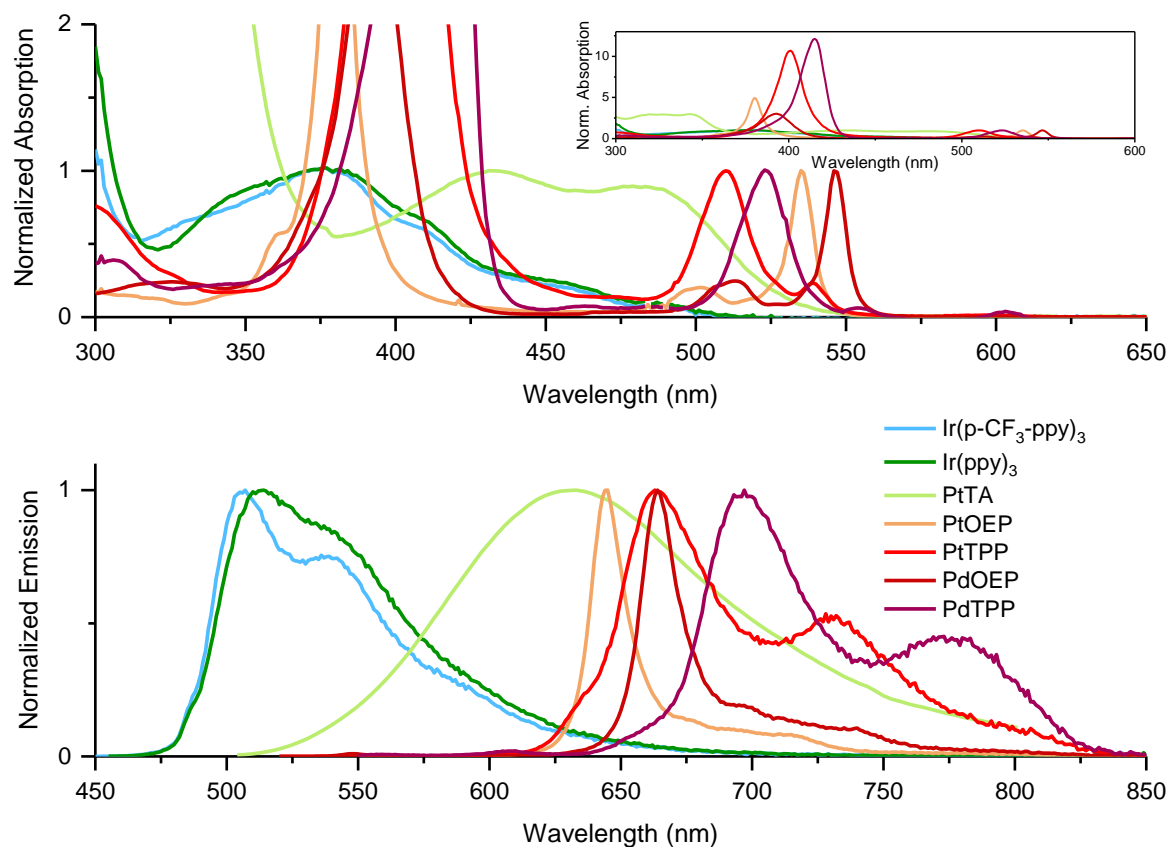 2
1
0
Normalized Absorption
300 350 400 450 500 550 600 650
Wavelength (nm)
10
5
0
Norm. Absorption
300 400 500 600
Wavelength (nm)
Ir(p-CF₃-ppy)₃
Ir(ppy)₃
PtTA
PtOEP
PtTPP
PdOEP
PdTPP
1
0
Normalized Emission
450 500 550 600 650 700 750 800 850
Wavelength (nm)